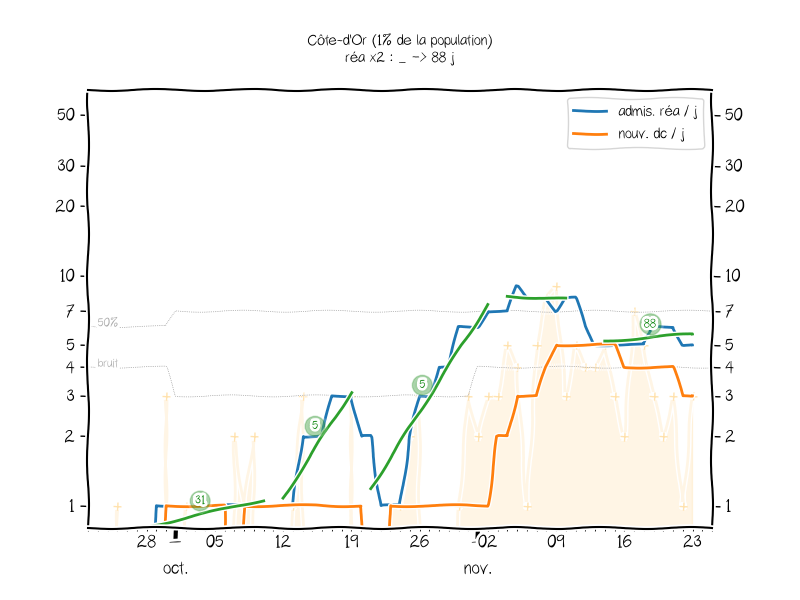 Côte-d'Or (1% de la population)
réa x2 : _ -> 88 j
admis. réa / j
nouv. dc / j
50 50
30 30
20 20
10 10
7 7
5 5
4 4
3 3
2 2
1 1
50%
bruit
31
5
5
88
28 05 12 19 26 02 09 16 23
oct. nov.